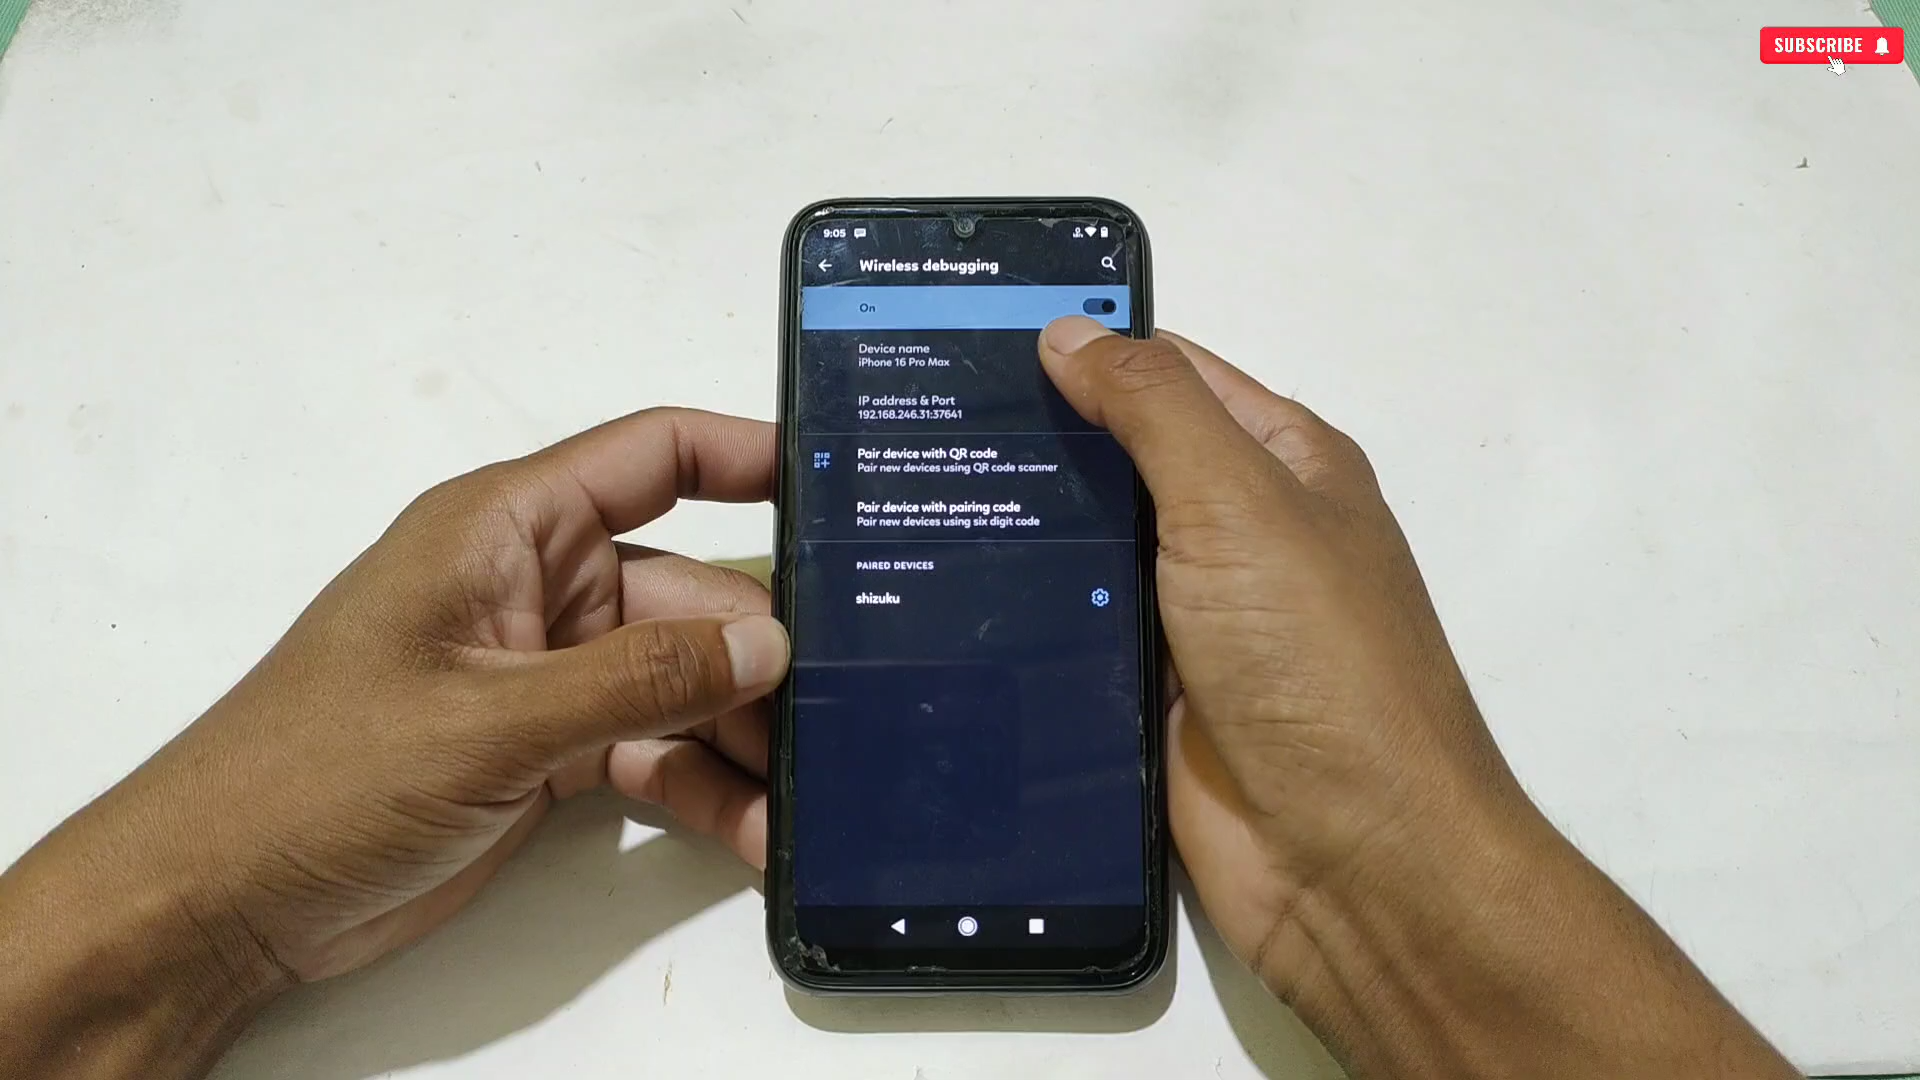 SUBSCRIBE
9:05
Wireless debugging
On
Device name
iPhone 16 Pro Max
IP address & Port
192.168.246.31:37641
Pair device with QR code
Pair new devices using QR code scanner
Pair device with pairing code
Pair new devices using six digit code
PAIRED DEVICES
shizuku